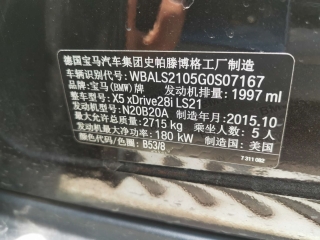 德国宝马汽车集团史帕滕博格工厂制造
车辆识别代号: WBALS2105G0S07167
品牌: 宝马(BMW)牌 发动机排量: 1997 ml
整车型号: X5 xDrive28i LS21
发动机型号: N20B20A 制造年月: 2015.10
最大允许总质量: 2715 kg 乘坐人数: 5 人
发动机最大净功率: 180 kW 制造国: 美国
颜色代码/色圈: B53/8
7 311 082